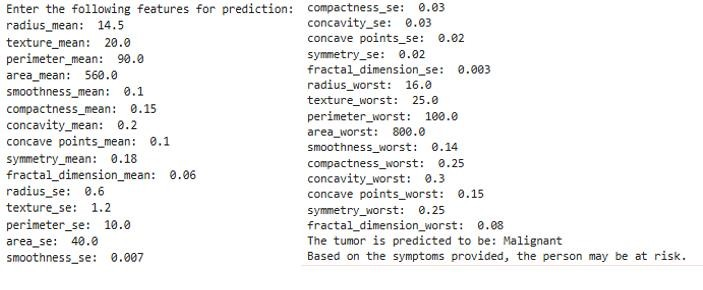 Enter the following features for prediction:
radius_mean:  14.5
texture_mean:  20.0
perimeter_mean:  90.0
area_mean:  560.0
smoothness_mean:  0.1
compactness_mean:  0.15
concavity_mean:  0.2
concave points_mean:  0.1
symmetry_mean:  0.18
fractal_dimension_mean:  0.06
radius_se:  0.6
texture_se:  1.2
perimeter_se:  10.0
area_se:  40.0
smoothness_se:  0.007
compactness_se:  0.03
concavity_se:  0.03
concave points_se:  0.02
symmetry_se:  0.02
fractal_dimension_se:  0.003
radius_worst:  16.0
texture_worst:  25.0
perimeter_worst:  100.0
area_worst:  800.0
smoothness_worst:  0.14
compactness_worst:  0.25
concavity_worst:  0.3
concave points_worst:  0.15
symmetry_worst:  0.25
fractal_dimension_worst:  0.08
The tumor is predicted to be: Malignant
Based on the symptoms provided, the person may be at risk.